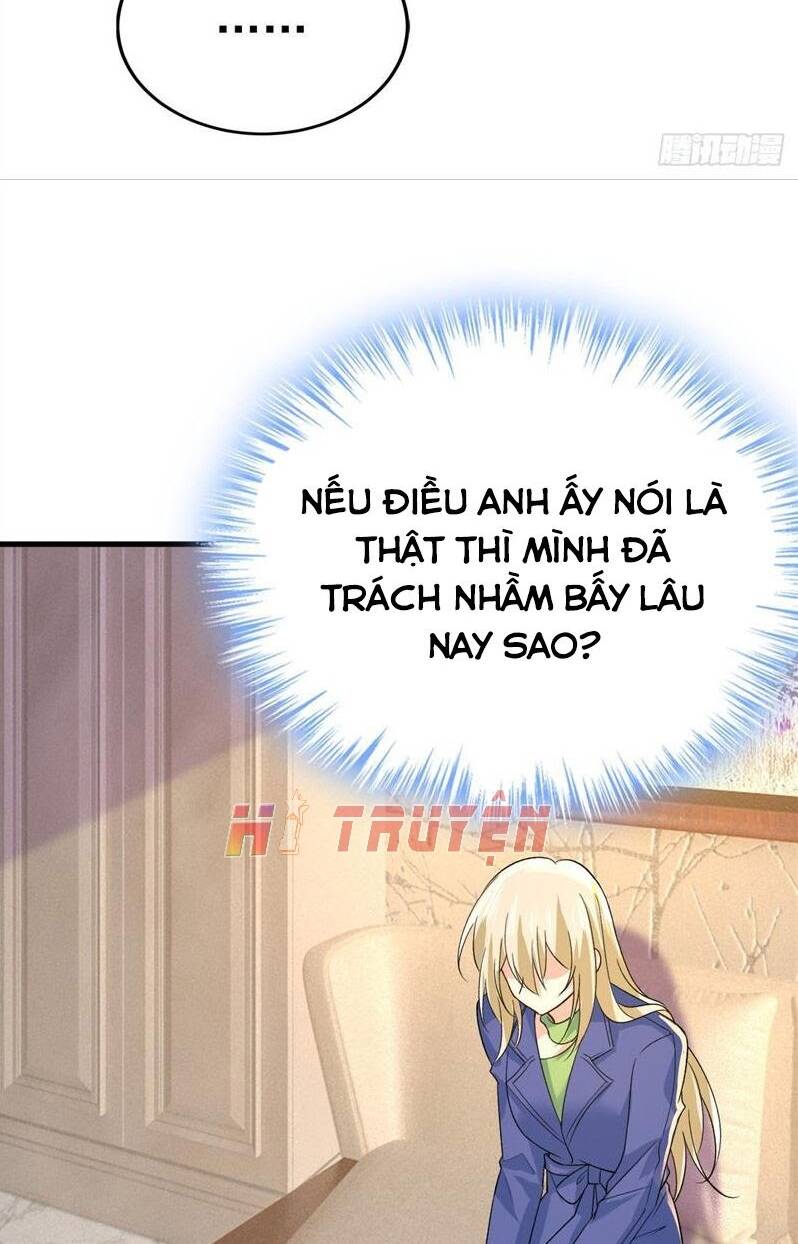 ......
腾讯动漫
NẾU ĐIỀU ANH ẤY NÓI LÀ
THẬT THÌ MÌNH ĐÃ
TRÁCH NHẦM BẤY LÂU
NAY SAO?
HI TRUYỆN